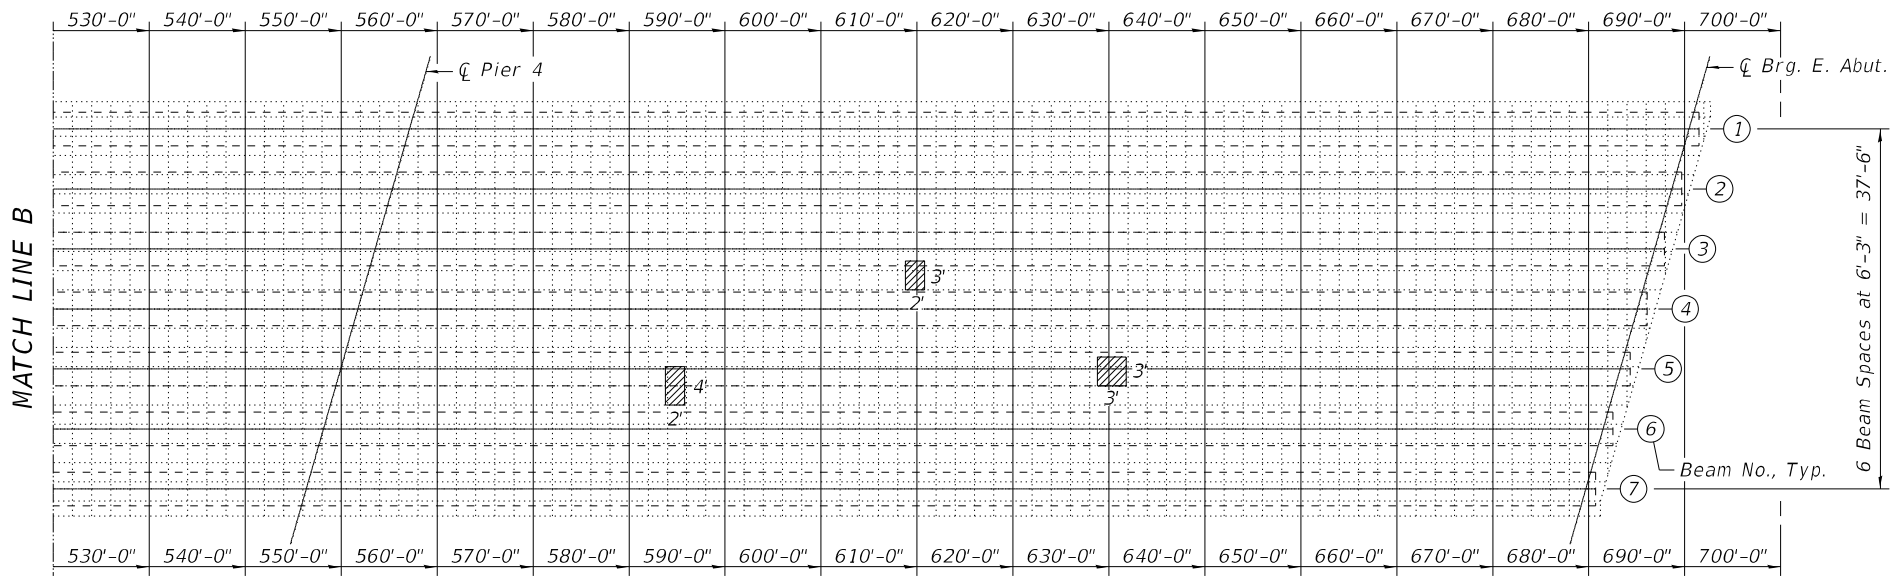 530'-0" 540'-0" 550'-0" 560'-0" 570'-0" 580'-0" 590'-0" 600'-0" 610'-0" 620'-0" 630'-0" 640'-0" 650'-0" 660'-0" 670'-0" 680'-0" 690'-0" 700'-0"
℄ Pier 4
℄ Brg. E. Abut.
1
2
3
4
5
6
7
3'
2'
3'
3'
4'
2'
Beam No., Typ.
6 Beam Spaces at 6'-3" = 37'-6"
MATCH LINE B
530'-0" 540'-0" 550'-0" 560'-0" 570'-0" 580'-0" 590'-0" 600'-0" 610'-0" 620'-0" 630'-0" 640'-0" 650'-0" 660'-0" 670'-0" 680'-0" 690'-0" 700'-0"